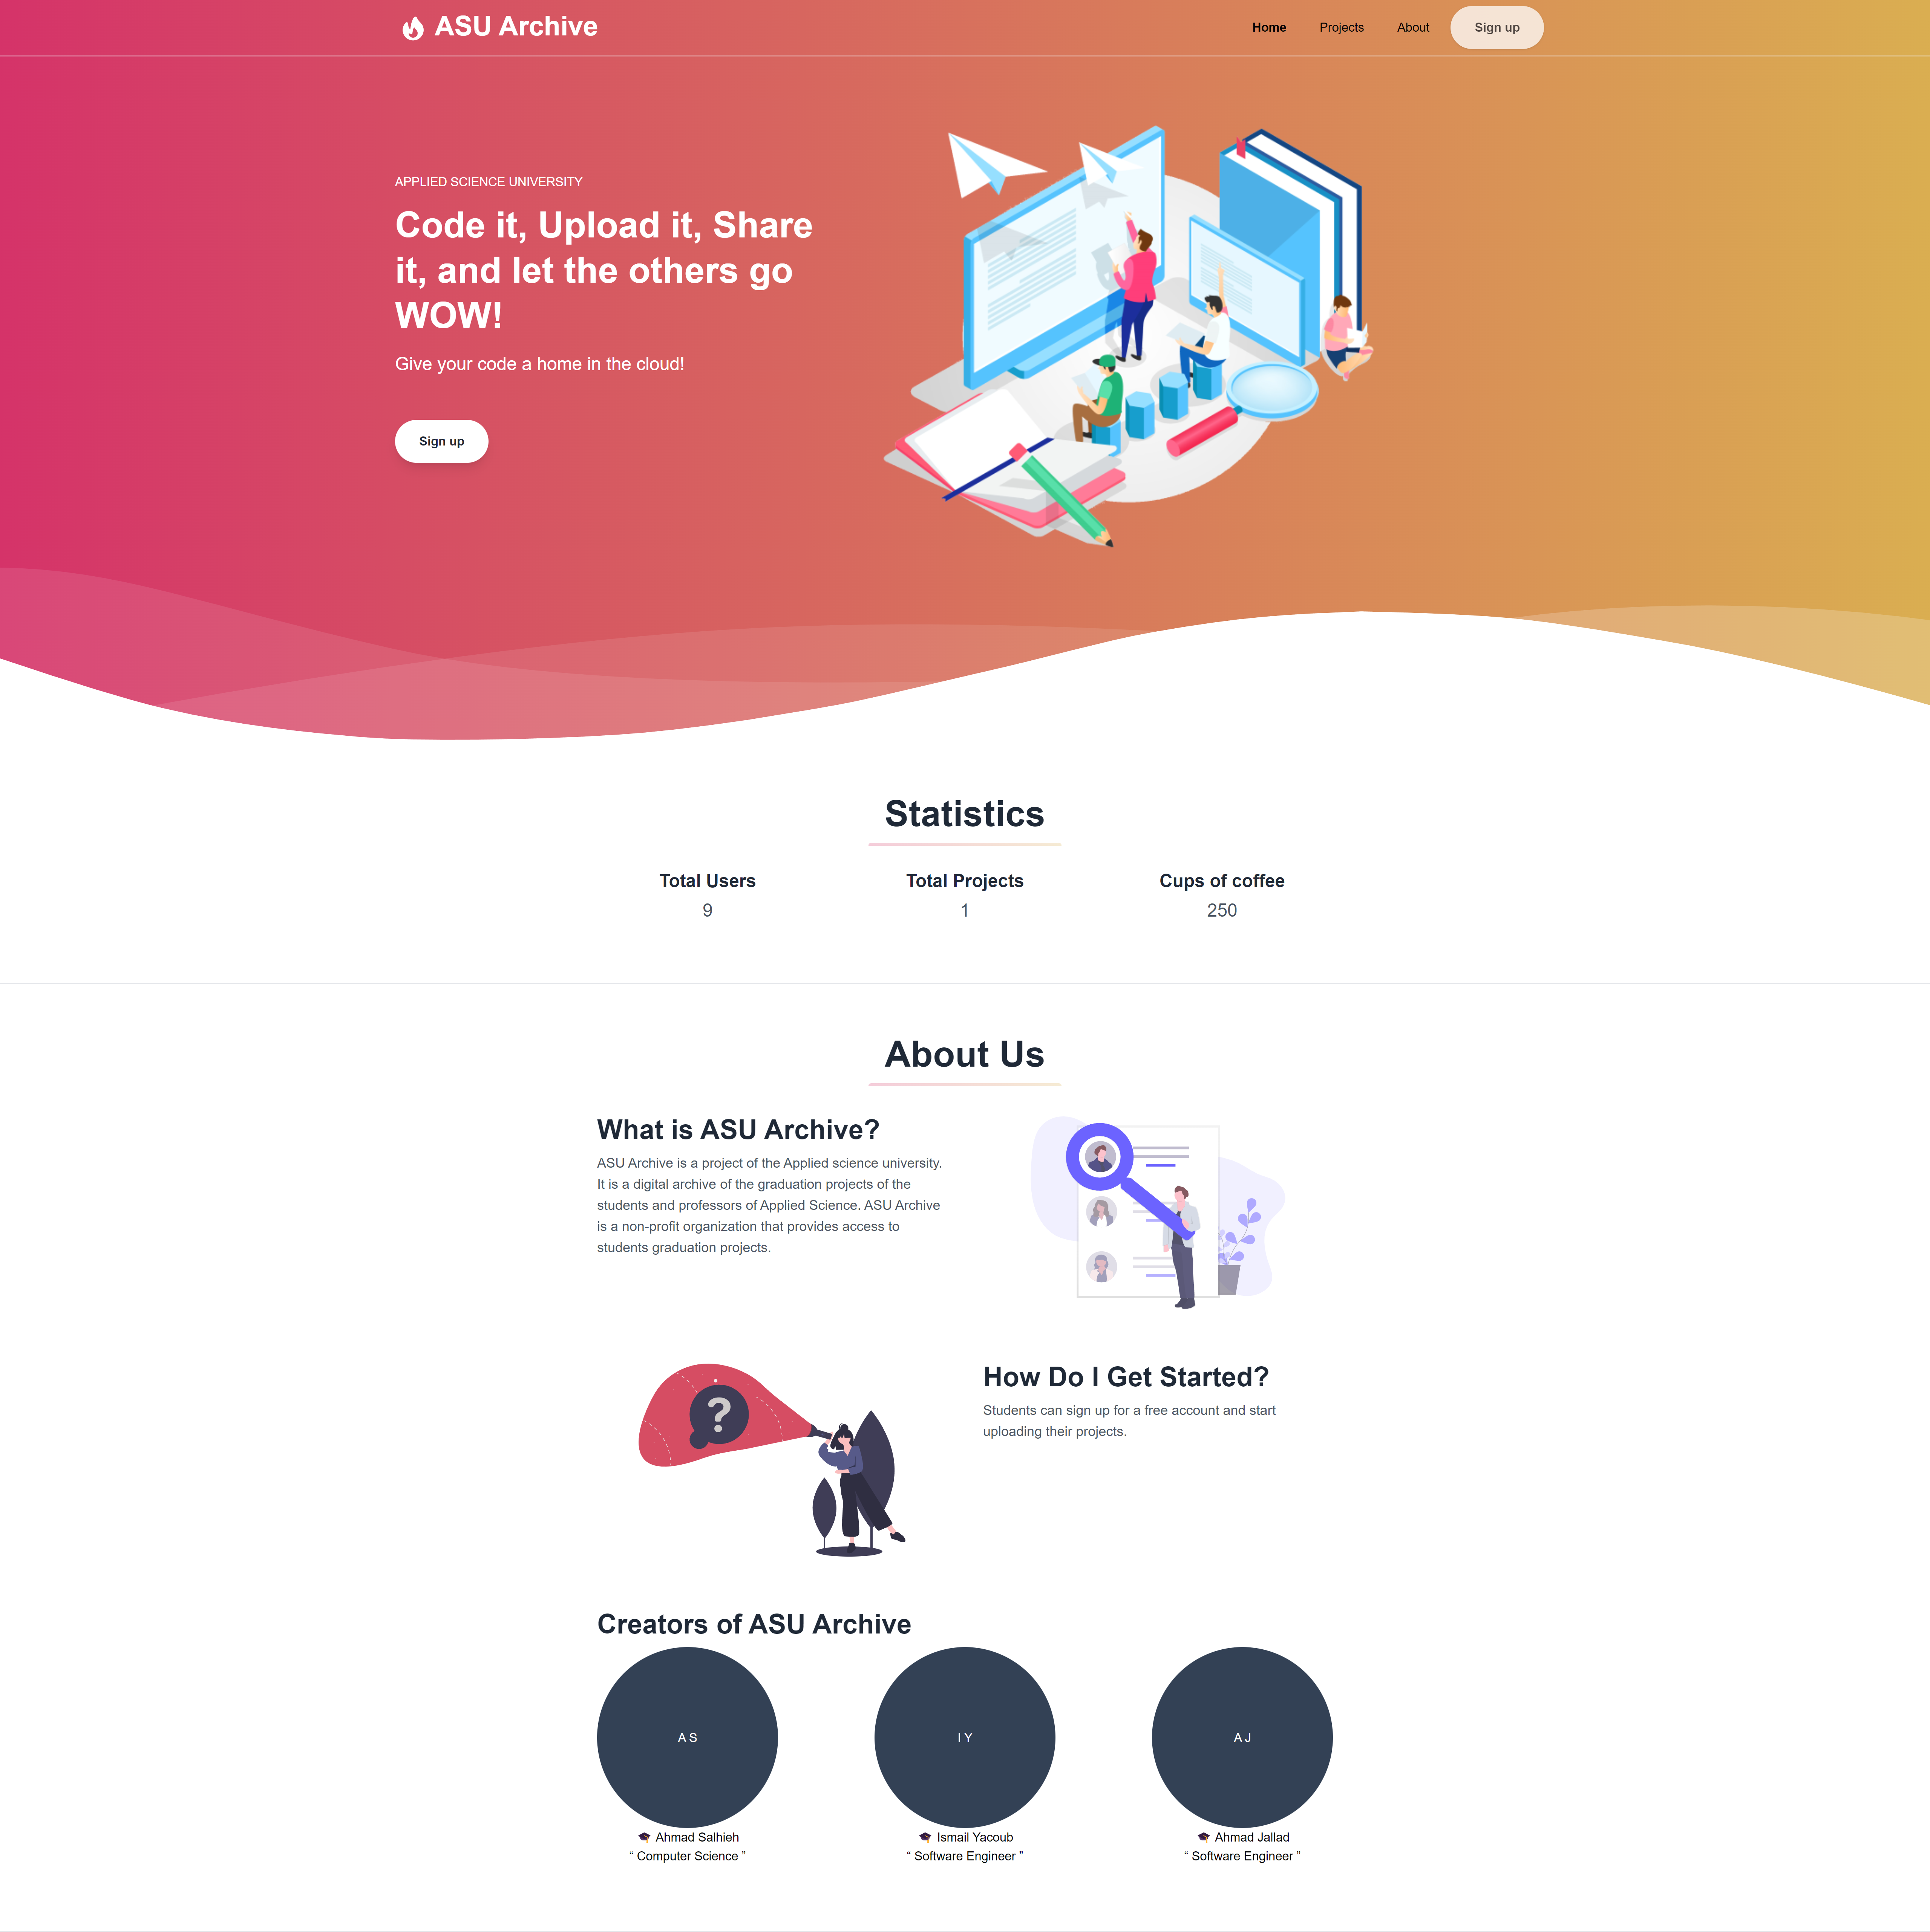 ASU Archive
Home
Projects
About
Sign up
APPLIED SCIENCE UNIVERSITY
Code it, Upload it, Share
it, and let the others go
WOW!
Give your code a home in the cloud!
Sign up
Statistics
Total Users
9
Total Projects
1
Cups of coffee
250
About Us
What is ASU Archive?
ASU Archive is a project of the Applied science university.
It is a digital archive of the graduation projects of the
students and professors of Applied Science. ASU Archive
is a non-profit organization that provides access to
students graduation projects.
?
How Do I Get Started?
Students can sign up for a free account and start
uploading their projects.
Creators of ASU Archive
A S
🎓 Ahmad Salhieh
“ Computer Science ”
I Y
🎓 Ismail Yacoub
“ Software Engineer ”
A J
🎓 Ahmad Jallad
“ Software Engineer ”